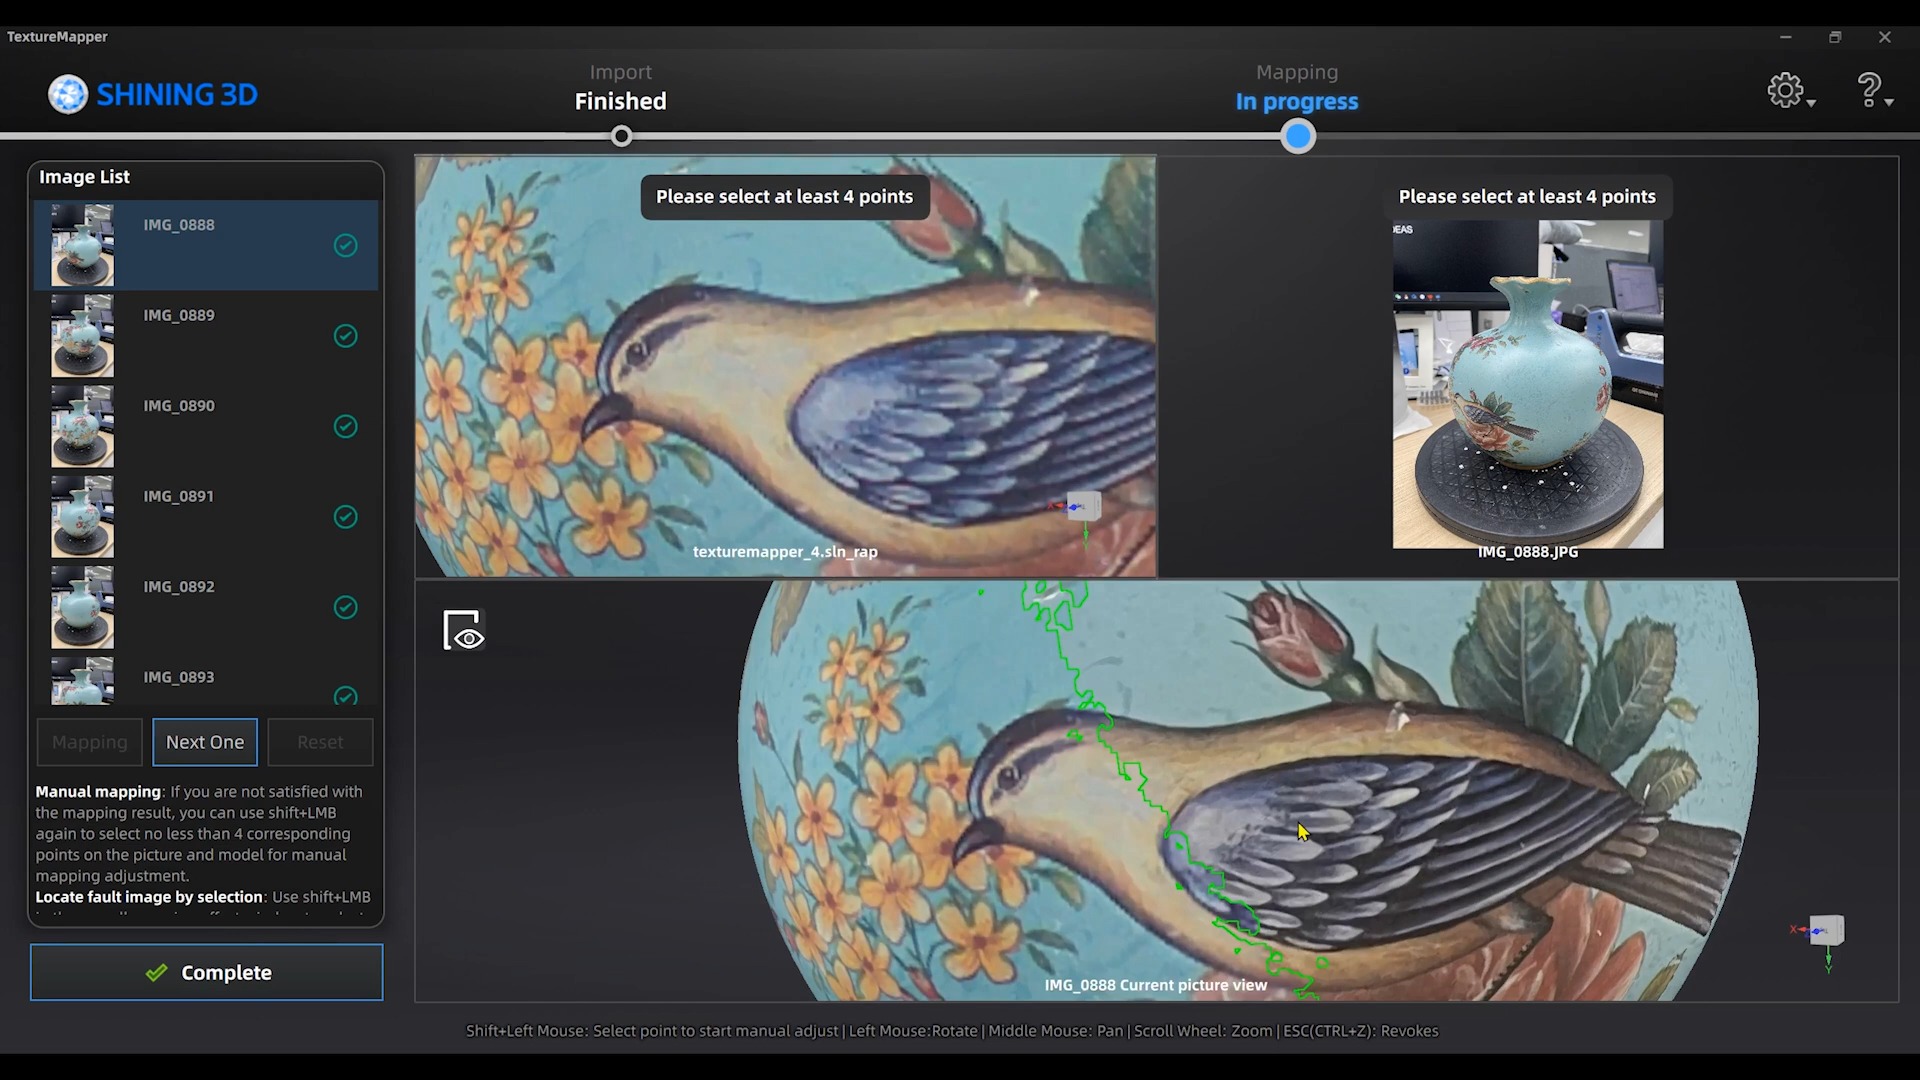 TextureMapper
SHINING 3D
Import
Finished
Mapping
In progress
Image List
IMG_0888
IMG_0889
IMG_0890
IMG_0891
IMG_0892
IMG_0893
Mapping
Next One
Reset
Manual mapping: If you are not satisfied with
the mapping result, you can use shift+LMB
again to select no less than 4 corresponding
points on the picture and model for manual
mapping adjustment.
Locate fault image by selection: Use shift+LMB
Complete
Please select at least 4 points
texturemapper_4.sln_rap
Please select at least 4 points
DEAS
IMG_0888.JPG
IMG_0888 Current picture view
X
Y
Shift+Left Mouse: Select point to start manual adjust | Left Mouse:Rotate | Middle Mouse: Pan | Scroll Wheel: Zoom | ESC(CTRL+Z): Revokes